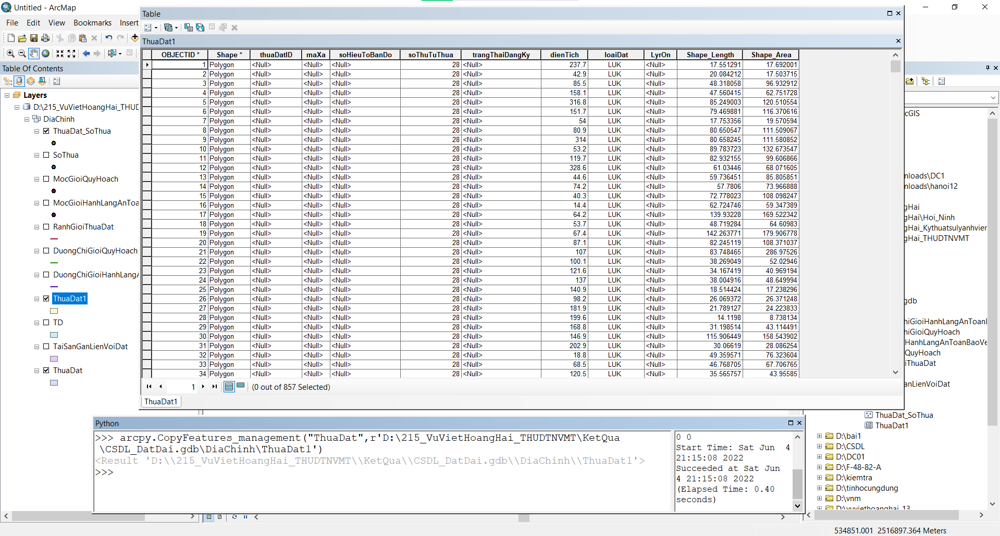 Untitled - ArcMap
File Edit View Bookmarks Insert
Table
ThuaDat1
OBJECTID * Shape * thuaDatID maXa soHieuToBanDo soThuTuThua trangThaiDangKy dienTich loaiDat LyrOn Shape_Length Shape_Area
1 Polygon <Null> <Null> <Null> 28 <Null> 237.7 LUK <Null> 17.551291 17.692001
2 Polygon <Null> <Null> <Null> 28 <Null> 42.9 LUK <Null> 20.084212 17.503715
3 Polygon <Null> <Null> <Null> 28 <Null> 85.5 LUK <Null> 48.318058 96.932912
4 Polygon <Null> <Null> <Null> 28 <Null> 158.1 LUK <Null> 47.560415 62.751728
5 Polygon <Null> <Null> <Null> 28 <Null> 316.8 LUK <Null> 85.249003 120.510554
6 Polygon <Null> <Null> <Null> 28 <Null> 151.7 LUK <Null> 79.469881 116.370616
7 Polygon <Null> <Null> <Null> 28 <Null> 54 LUK <Null> 17.753356 19.570594
8 Polygon <Null> <Null> <Null> 28 <Null> 80.9 LUK <Null> 80.650547 111.509067
9 Polygon <Null> <Null> <Null> 28 <Null> 314 LUK <Null> 80.658245 111.580852
10 Polygon <Null> <Null> <Null> 28 <Null> 53.2 LUK <Null> 89.783723 132.673547
11 Polygon <Null> <Null> <Null> 28 <Null> 119.7 LUK <Null> 82.932155 99.606866
12 Polygon <Null> <Null> <Null> 28 <Null> 328.6 LUK <Null> 61.03446 68.071605
13 Polygon <Null> <Null> <Null> 28 <Null> 44.6 LUK <Null> 59.736451 85.805851
14 Polygon <Null> <Null> <Null> 28 <Null> 74.2 LUK <Null> 57.7806 73.966888
15 Polygon <Null> <Null> <Null> 28 <Null> 40.3 LUK <Null> 72.778023 108.098247
16 Polygon <Null> <Null> <Null> 28 <Null> 14.4 LUK <Null> 62.724746 59.347389
17 Polygon <Null> <Null> <Null> 28 <Null> 64.2 LUK <Null> 139.93228 169.522342
18 Polygon <Null> <Null> <Null> 28 <Null> 53.7 LUK <Null> 48.719284 64.60983
19 Polygon <Null> <Null> <Null> 28 <Null> 67.4 LUK <Null> 142.263771 179.906778
20 Polygon <Null> <Null> <Null> 28 <Null> 87.1 LUK <Null> 82.245119 108.371037
21 Polygon <Null> <Null> <Null> 28 <Null> 107 LUK <Null> 83.748465 286.97526
22 Polygon <Null> <Null> <Null> 28 <Null> 100.1 LUK <Null> 38.269049 52.02946
23 Polygon <Null> <Null> <Null> 28 <Null> 121.6 LUK <Null> 34.167419 40.969194
24 Polygon <Null> <Null> <Null> 28 <Null> 137 LUK <Null> 38.004916 48.649994
25 Polygon <Null> <Null> <Null> 28 <Null> 140.9 LUK <Null> 18.514424 17.238296
26 Polygon <Null> <Null> <Null> 28 <Null> 98.2 LUK <Null> 26.069372 26.371248
27 Polygon <Null> <Null> <Null> 28 <Null> 181.9 LUK <Null> 21.789127 24.223833
28 Polygon <Null> <Null> <Null> 28 <Null> 199.6 LUK <Null> 14.1198 8.738134
29 Polygon <Null> <Null> <Null> 28 <Null> 168.8 LUK <Null> 31.198514 43.114491
30 Polygon <Null> <Null> <Null> 28 <Null> 146.9 LUK <Null> 115.906449 158.543902
31 Polygon <Null> <Null> <Null> 28 <Null> 202.9 LUK <Null> 30.06619 28.086254
32 Polygon <Null> <Null> <Null> 28 <Null> 18.8 LUK <Null> 49.359571 76.323604
33 Polygon <Null> <Null> <Null> 28 <Null> 68.5 LUK <Null> 46.768705 67.706765
34 Polygon <Null> <Null> <Null> 28 <Null> 120.5 LUK <Null> 35.565757 43.95585
1 (0 out of 857 Selected)
ThuaDat1
Table Of Contents
Layers
D:\215_VuVietHoangHai_THUD
DiaChinh
ThuaDat_SoThua
SoThua
MocGioiQuyHoach
MocGioiHanhLangAnToa
RanhGioiThuaDat
DuongChiGioiQuyHoach
DuongChiGioiHanhLangA
ThuaDat1
TD
TaiSanGanLienVoiDat
ThuaDat
Python
>>> arcpy.CopyFeatures_management("ThuaDat",r'D:\215_VuVietHoangHai_THUDTNVMT\KetQua
\CSDL_DatDai.gdb\DiaChinh\ThuaDat1')
<Result 'D:\\215_VuVietHoangHai_THUDTNVMT\\KetQua\\CSDL_DatDai.gdb\\DiaChinh\\ThuaDat1'>
>>>
0 0
Start Time: Sat Jun 4
21:15:08 2022
Succeeded at Sat Jun
4 21:15:08 2022
(Elapsed Time: 0.40
seconds)
cGIS
nloads\DC1
nloads\hanoi12
gHai
gHai\Hoi_Ninh
gHai_Kythuatsulyanhvier
gHai_THUDTNVMT
gdb
hiGioiHanhLangAnToanl
hiGioiQuyHoach
HanhLangAnToanBaoVe
QuyHoach
iThuaDat
anLienVoiDat
ThuaDat_SoThua
ThuaDat1
D:\bai1
D:\CSDL
D:\DC01
D:\F-48-82-A
D:\kiemtra
D:\tinhocungdung
D:\vnm
D:\vuviethoanghai_13
534851.001 2516897.364 Meters